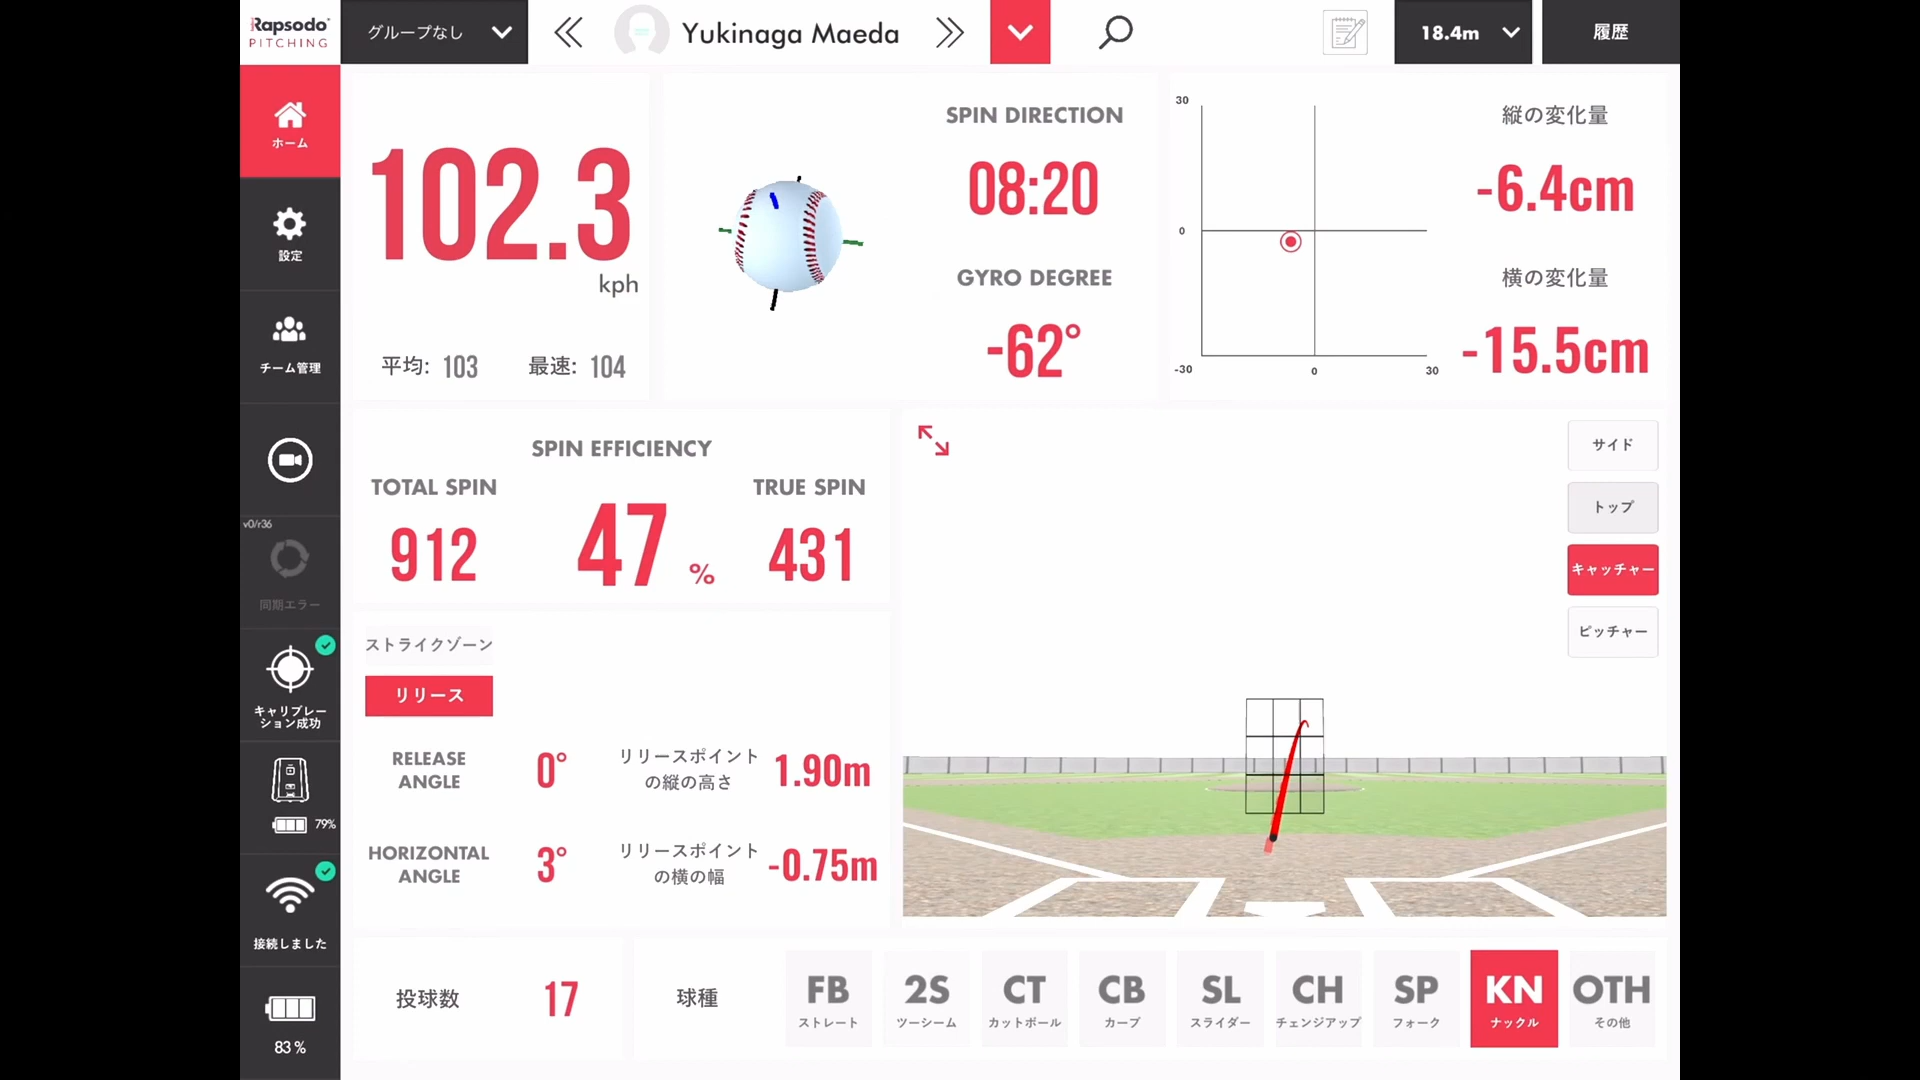 Rapsodo
PITCHING
グループなし
Yukinaga Maeda
18.4m
履歴
ホーム
設定
チーム管理
v0/r36
同期エラー
キャリブレー
ション成功
79%
接続しました
83 %
102.3
kph
平均: 103
最速: 104
SPIN DIRECTION
08:20
GYRO DEGREE
-62°
30
0
-30
0
30
縦の変化量
-6.4cm
横の変化量
-15.5cm
SPIN EFFICIENCY
TOTAL SPIN
912
47 %
TRUE SPIN
431
ストライクゾーン
リリース
RELEASE
ANGLE
0°
リリースポイント
の縦の高さ
1.90m
HORIZONTAL
ANGLE
3°
リリースポイント
の横の幅
-0.75m
サイド
トップ
キャッチャー
ピッチャー
投球数
17
球種
FB
ストレート
2S
ツーシーム
CT
カットボール
CB
カーブ
SL
スライダー
CH
チェンジアップ
SP
フォーク
KN
ナックル
OTH
その他